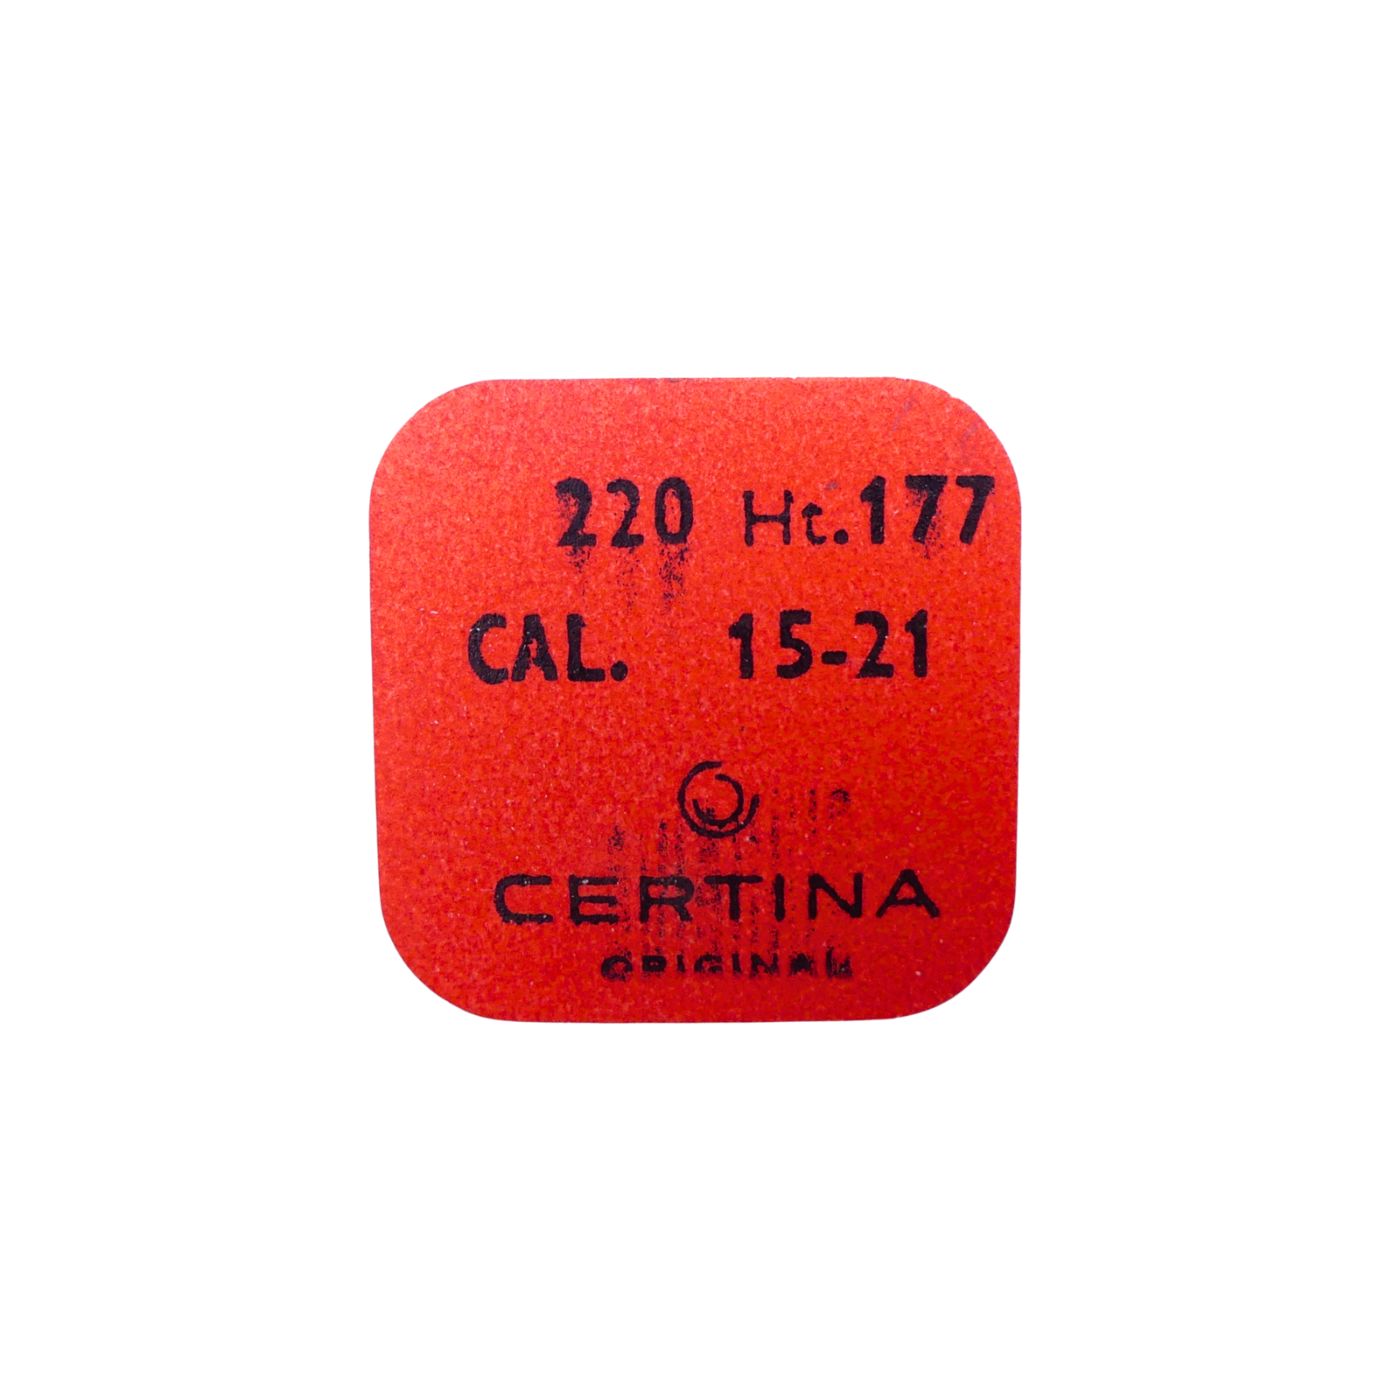 220 Ht.177
CAL. 15-21
CERTINA
ORIGINAL